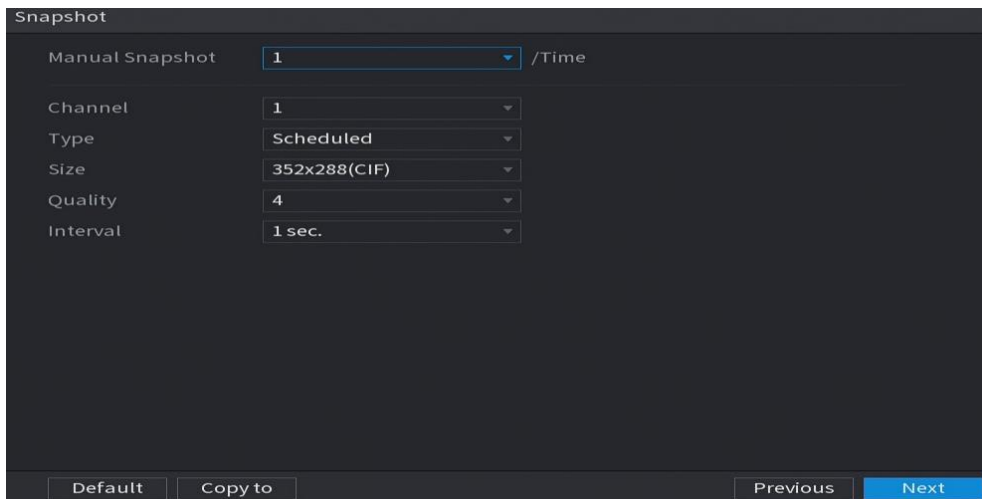 Snapshot
Manual Snapshot 1 /Time
Channel 1
Type Scheduled
Size 352x288(CIF)
Quality 4
Interval 1 sec.
Default Copy to Previous Next